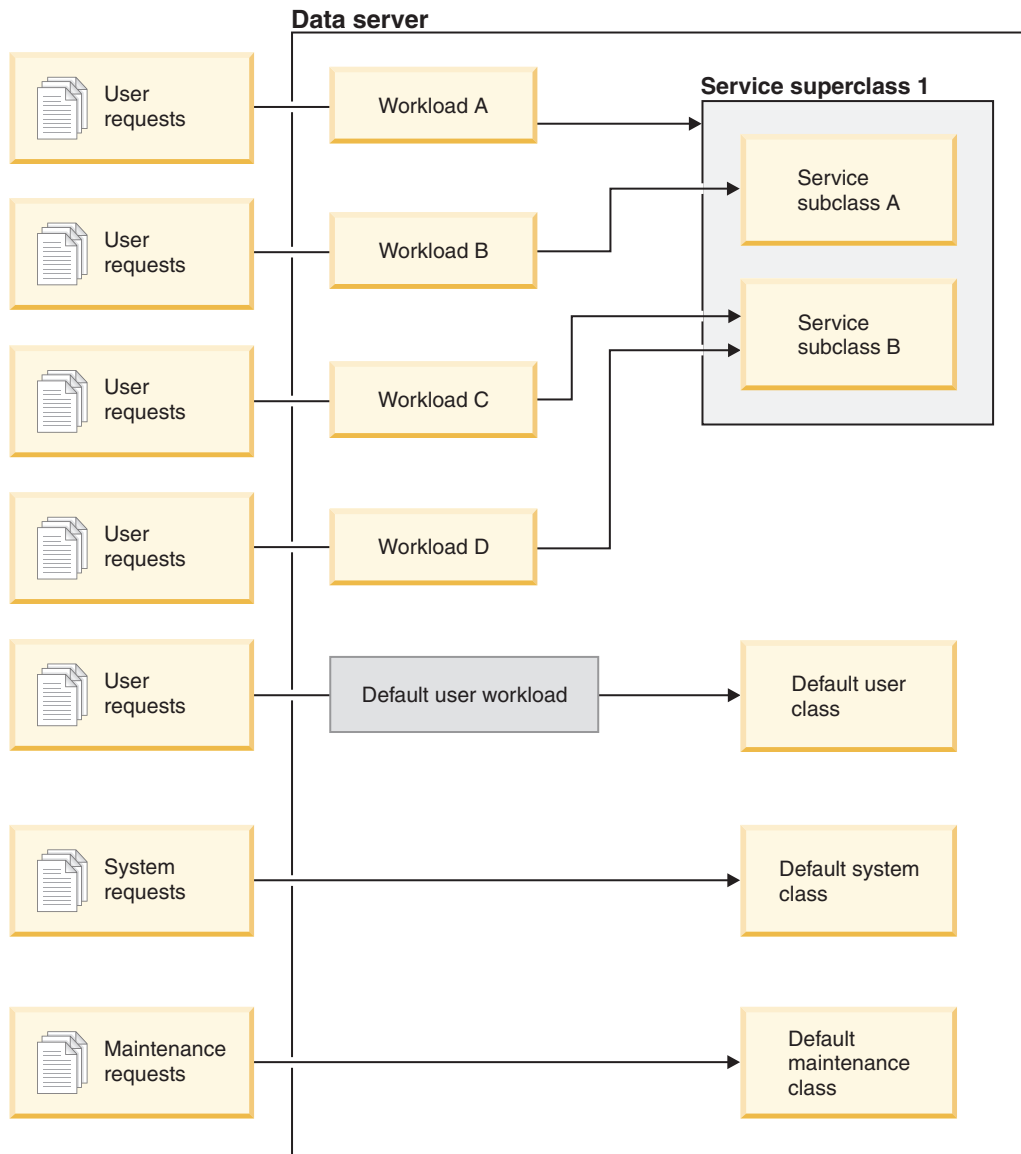 Data server
User
requests
Workload A
Service superclass 1
Service
subclass A
User
requests
Workload B
Service
subclass B
User
requests
Workload C
User
requests
Workload D
User
requests
Default user workload
Default user
class
System
requests
Default system
class
Maintenance
requests
Default
maintenance
class